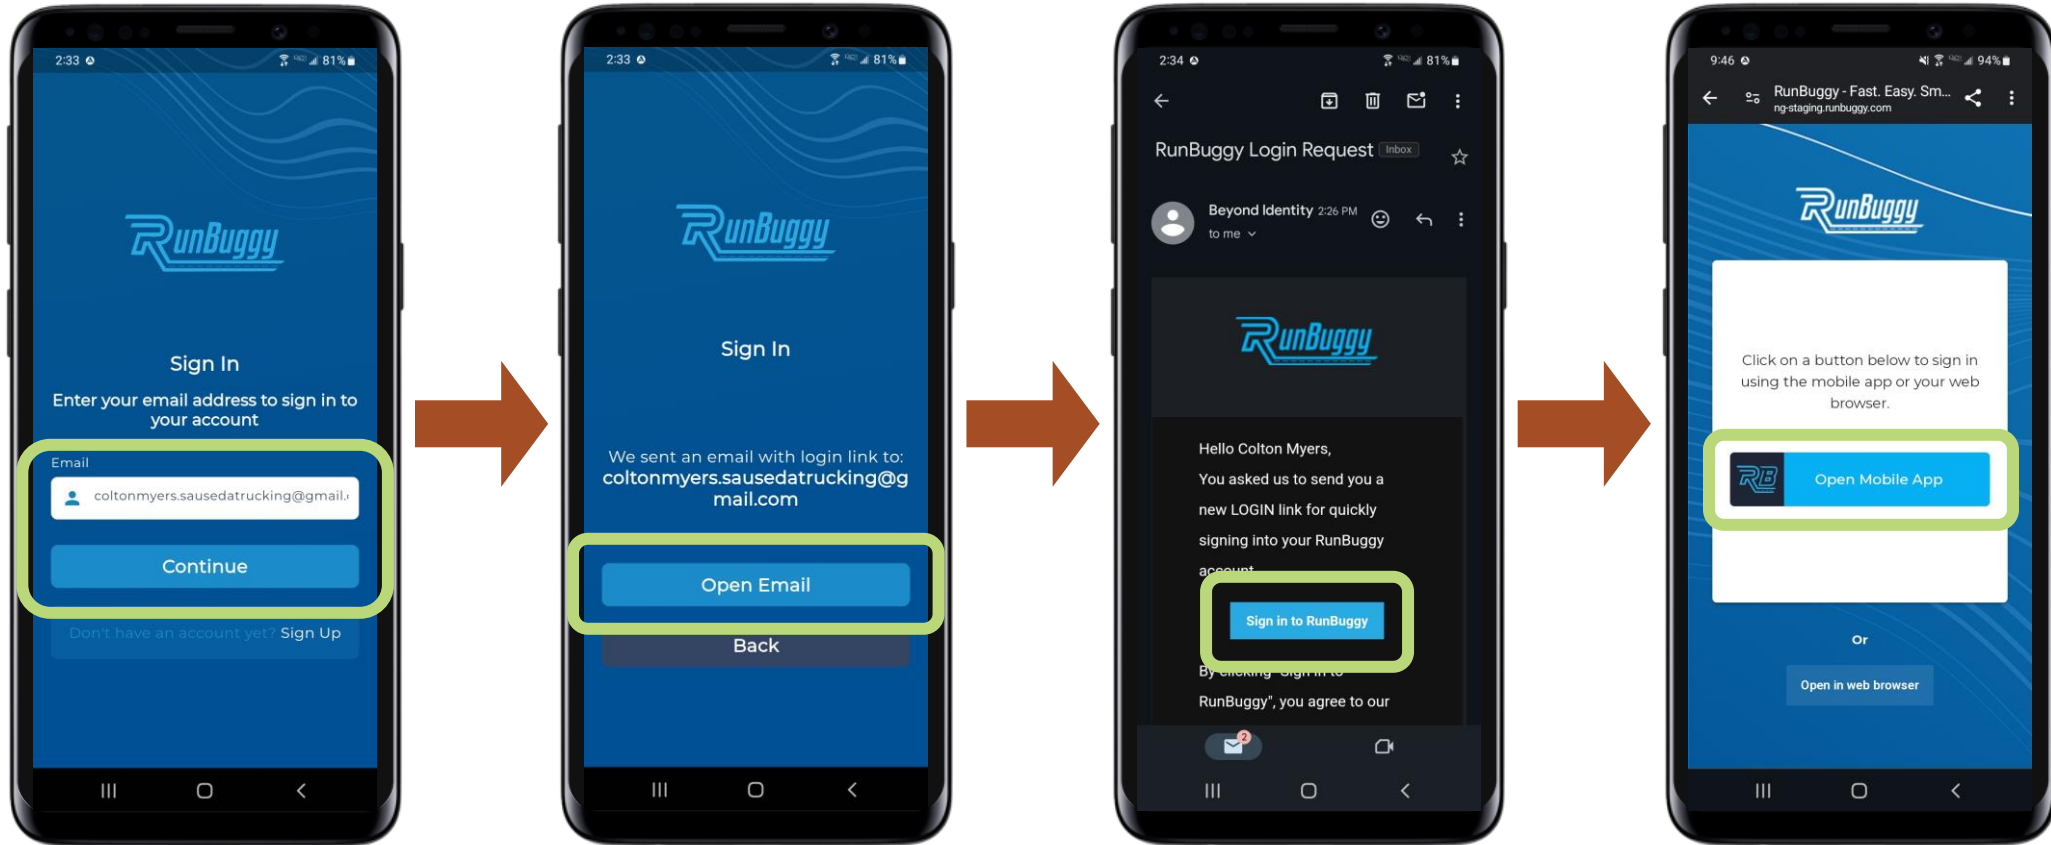 2:33
81%
RunBuggy
Sign In
Enter your email address to sign in to
your account
Email
coltonmyers.sausedatrucking@gmail.
Continue
Don't have an account yet? Sign Up
2:33
81%
RunBuggy
Sign In
We sent an email with login link to:
coltonmyers.sausedatrucking@g
mail.com
Open Email
Back
2:34
81%
RunBuggy Login Request Inbox
Beyond Identity 2:26 PM
to me
RunBuggy
Hello Colton Myers,
You asked us to send you a
new LOGIN link for quickly
signing into your RunBuggy
account
Sign in to RunBuggy
By clicking "Sign in to
RunBuggy", you agree to our
2
9:46
94%
RunBuggy - Fast. Easy. Sm...
ng-staging.runbuggy.com
RunBuggy
Click on a button below to sign in
using the mobile app or your web
browser.
RB Open Mobile App
Or
Open in web browser